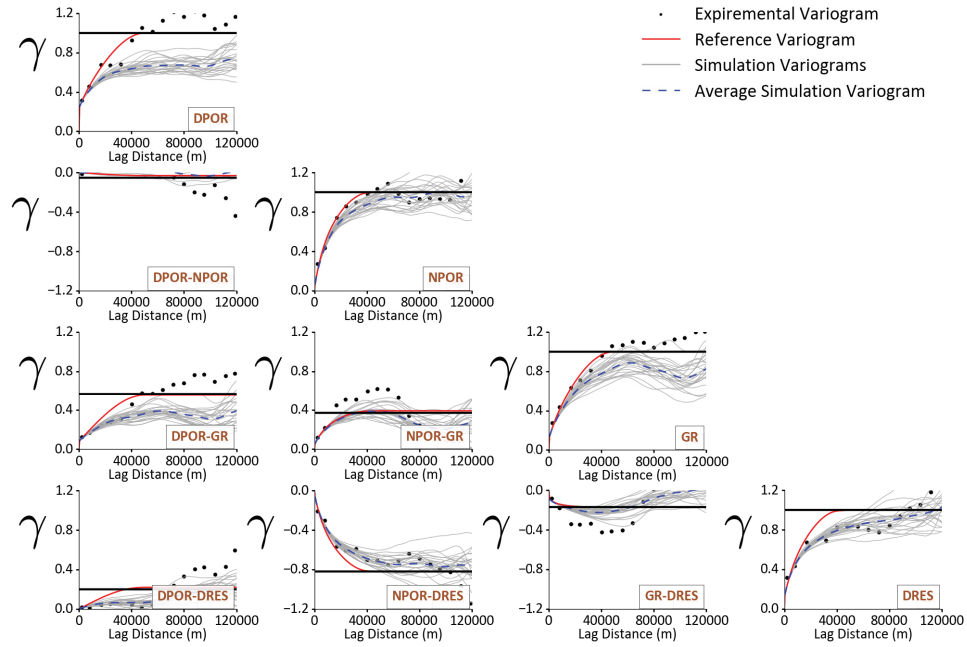 Expiremental Variogram
Reference Variogram
Simulation Variograms
Average Simulation Variogram
γ
1.2
0.8
0.4
0.0
0 40000 80000 120000
Lag Distance (m)
DPOR
γ
0.0
−0.4
−0.8
−1.2
0 40000 80000 120000
Lag Distance (m)
DPOR-NPOR
γ
1.2
0.8
0.4
0.0
0 40000 80000 120000
Lag Distance (m)
NPOR
γ
1.2
0.8
0.4
0.0
0 40000 80000 120000
Lag Distance (m)
DPOR-GR
γ
1.2
0.8
0.4
0.0
0 40000 80000 120000
Lag Distance (m)
NPOR-GR
γ
1.2
0.8
0.4
0.0
0 40000 80000 120000
Lag Distance (m)
GR
γ
1.2
0.8
0.4
0.0
0 40000 80000 120000
Lag Distance (m)
DPOR-DRES
γ
0.0
−0.4
−0.8
−1.2
0 40000 80000 120000
Lag Distance (m)
NPOR-DRES
γ
0.0
−0.4
−0.8
−1.2
0 40000 80000 120000
Lag Distance (m)
GR-DRES
γ
1.2
0.8
0.4
0.0
0 40000 80000 120000
Lag Distance (m)
DRES